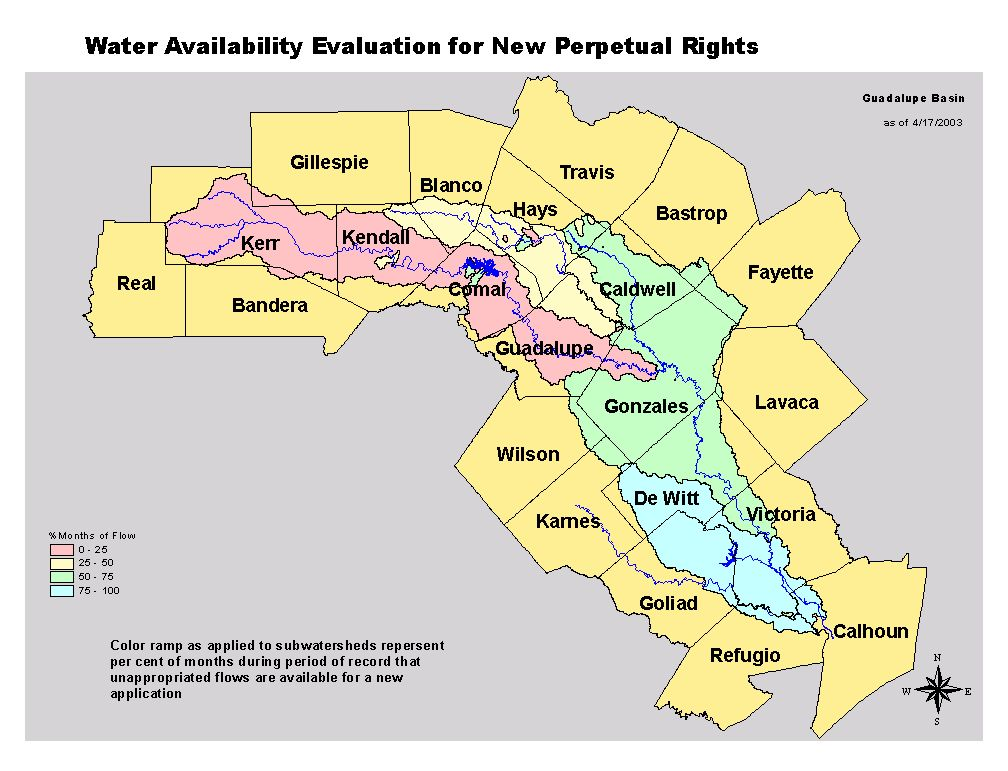 Water Availability Evaluation for New Perpetual Rights
Guadalupe Basin
as of 4/17/2003
Gillespie
Travis
Blanco
Hays
Bastrop
Kerr
Kendall
Fayette
Real
Bandera
Comal
Caldwell
Guadalupe
Gonzales
Lavaca
Wilson
De Witt
Karnes
Victoria
Goliad
Calhoun
Refugio
% Months of Flow
0 - 25
25 - 50
50 - 75
75 - 100
Color ramp as applied to subwatersheds repersent
per cent of months during period of record that
unappropriated flows are available for a new
application
N
W E
S